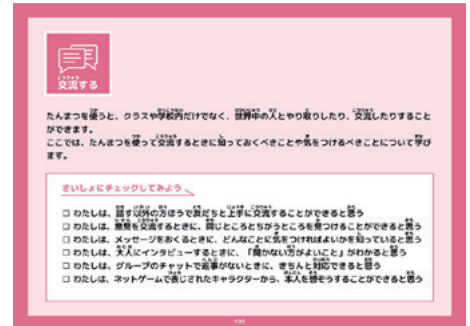 交流する
たんまつを使うと、クラスや学校内だけでなく、世界中の人とやり取りしたり、交流したりすること
ができます。
ここでは、たんまつを使って交流するときに知っておくべきことや気をつけるべきことについて学び
ます。
さいしょにチェックしてみよう
□ わたしは、話す以外の方ほうで友だちと上手に交流することができると思う
□ わたしは、意見を交流するときに、同じところとちがうところを見つけることができると思う
□ わたしは、メッセージをおくるときに、どんなことに気をつければよいかを知っていると思う
□ わたしは、大人にインタビューするときに、「聞かない方がよいこと」がわかると思う
□ わたしは、グループのチャットで返事がないときに、きちんと対応できると思う
□ わたしは、ネットゲームで表じされたキャラクターから、本人を想ぞうすることができると思う